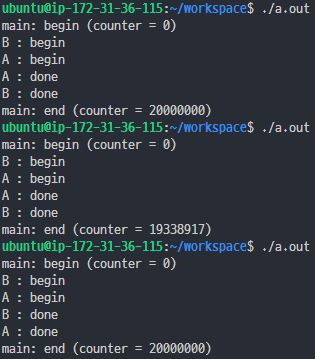 ubuntu@ip-172-31-36-115:~/workspace$ ./a.out
main: begin (counter = 0)
B : begin
A : begin
A : done
B : done
main: end (counter = 20000000)
ubuntu@ip-172-31-36-115:~/workspace$ ./a.out
main: begin (counter = 0)
B : begin
A : begin
A : done
B : done
main: end (counter = 19338917)
ubuntu@ip-172-31-36-115:~/workspace$ ./a.out
main: begin (counter = 0)
B : begin
A : begin
B : done
A : done
main: end (counter = 20000000)